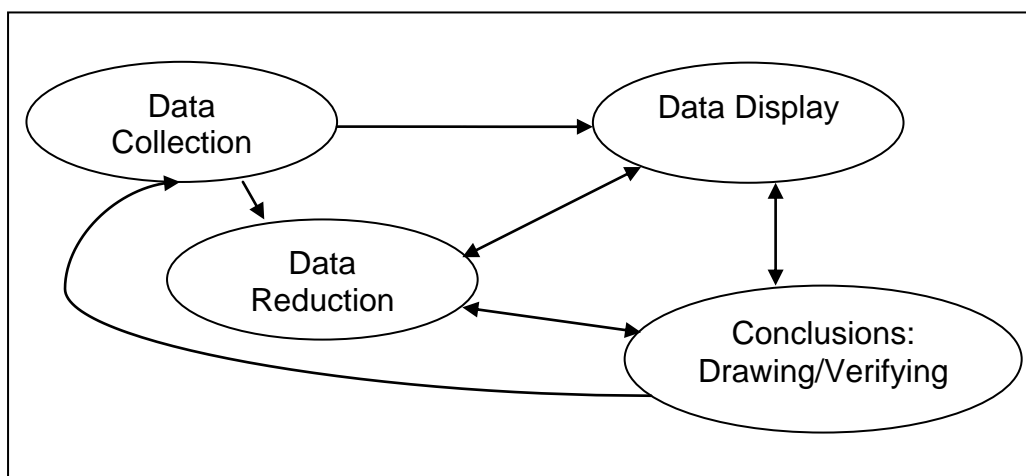 Data
Collection
Data Display
Data
Reduction
Conclusions:
Drawing/Verifying